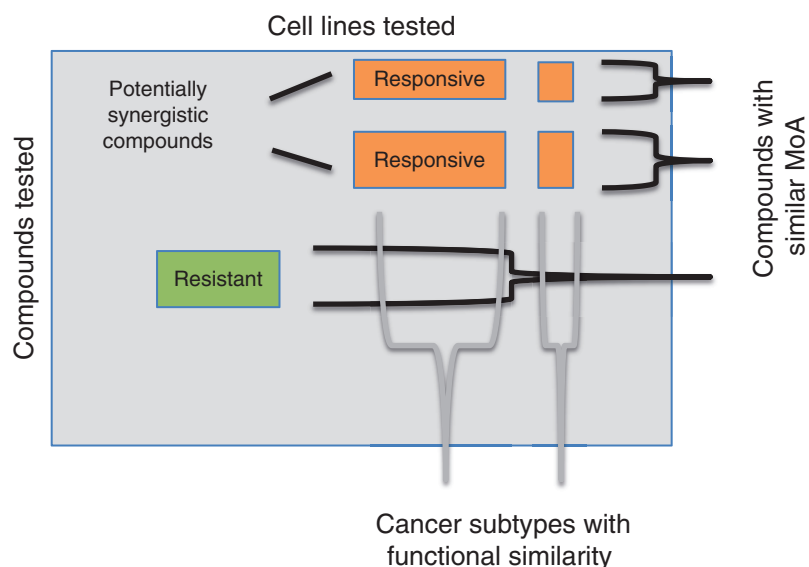 Cell lines tested
Potentially
synergistic
compounds
Responsive
Responsive
Resistant
Compounds tested
Compounds with
similar MoA
Cancer subtypes with
functional similarity